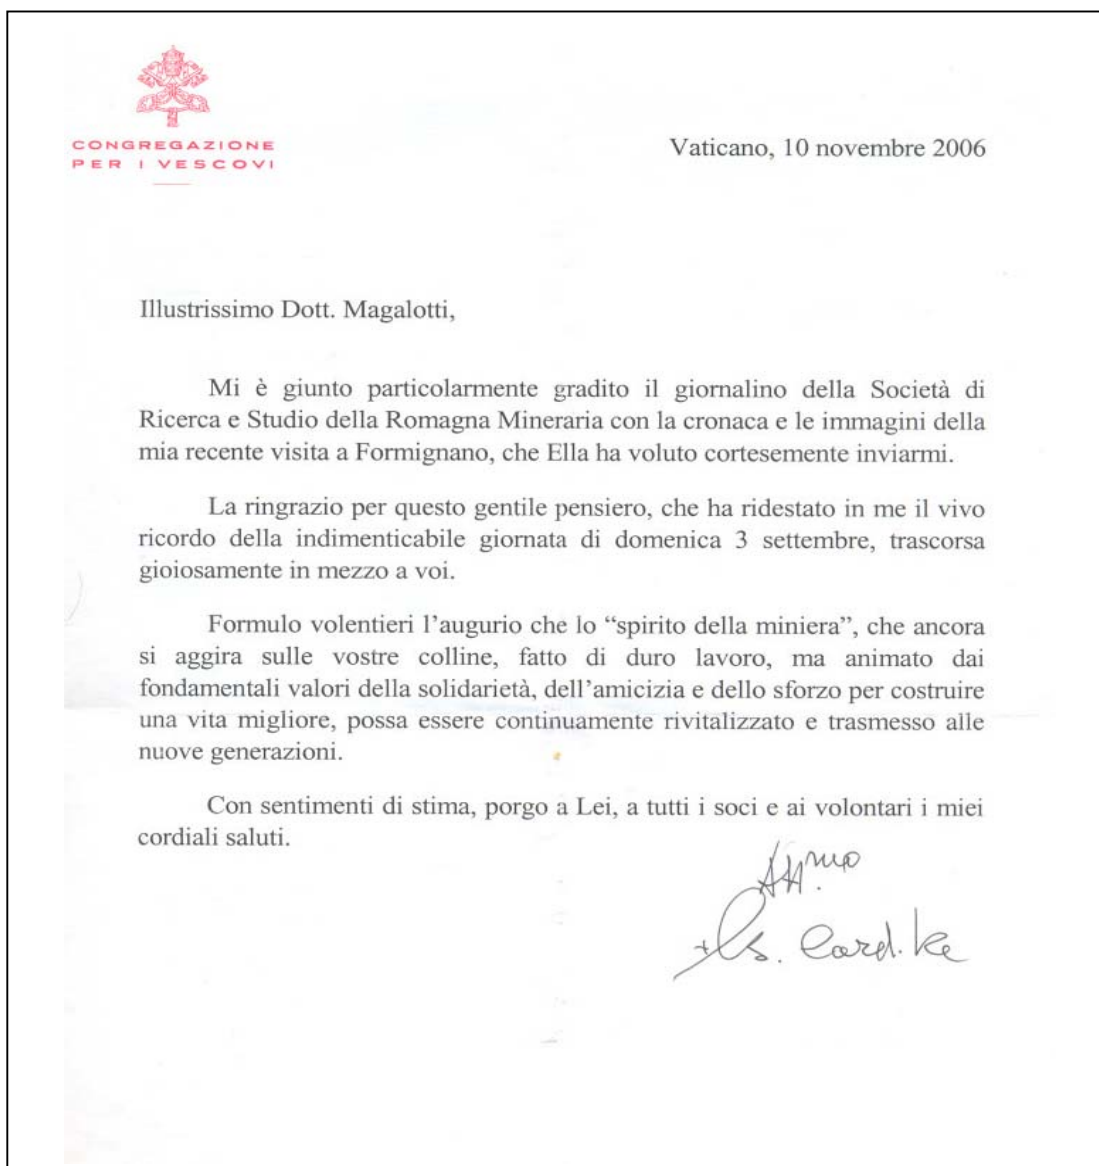 CONGREGAZIONE
PER I VESCOVI
Vaticano, 10 novembre 2006
Illustrissimo Dott. Magalotti,
Mi è giunto particolarmente gradito il giornalino della Società di
Ricerca e Studio della Romagna Mineraria con la cronaca e le immagini della
mia recente visita a Formignano, che Ella ha voluto cortesemente inviarmi.
La ringrazio per questo gentile pensiero, che ha ridestato in me il vivo
ricordo della indimenticabile giornata di domenica 3 settembre, trascorsa
gioiosamente in mezzo a voi.
Formulo volentieri l’augurio che lo “spirito della miniera”, che ancora
si aggira sulle vostre colline, fatto di duro lavoro, ma animato dai
fondamentali valori della solidarietà, dell’amicizia e dello sforzo per costruire
una vita migliore, possa essere continuamente rivitalizzato e trasmesso alle
nuove generazioni.
Con sentimenti di stima, porgo a Lei, a tutti i soci e ai volontari i miei
cordiali saluti.
Card. Re